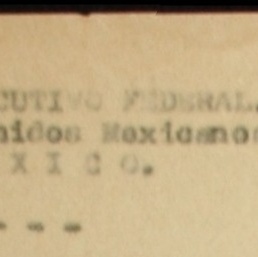 CUTIVO FEDERAL.
nidos Mexicanos
X I C O.
- - -